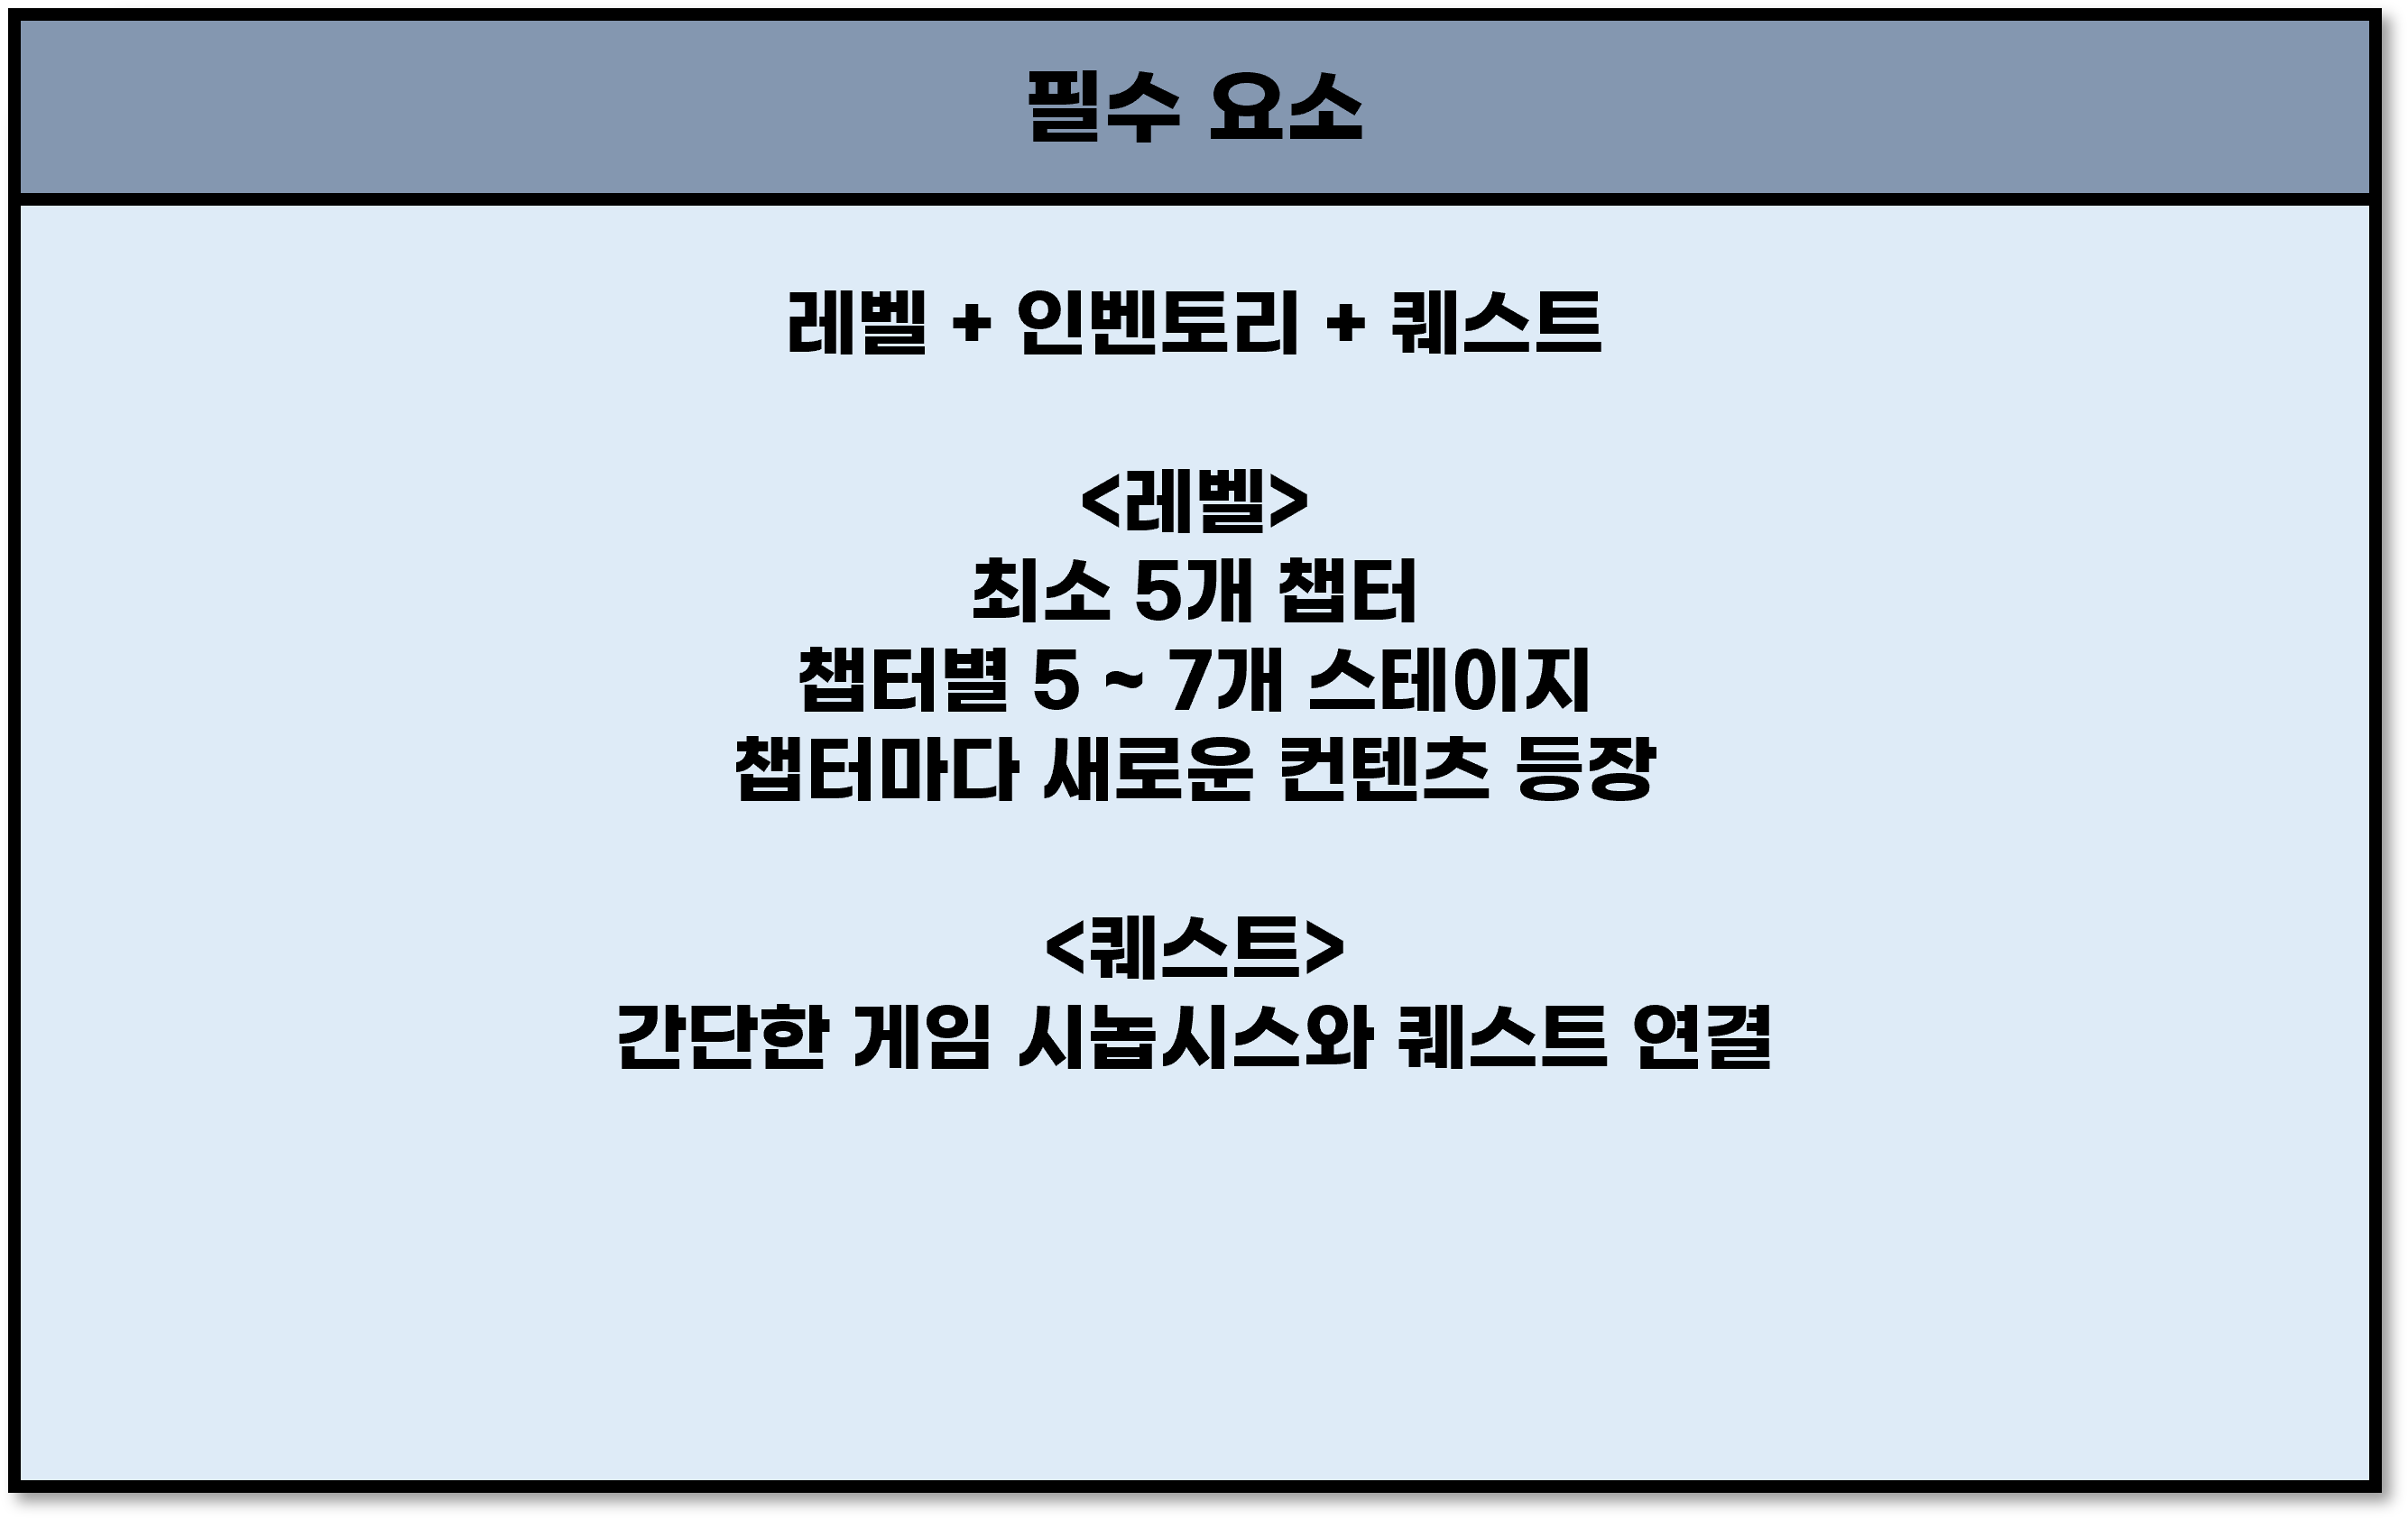 필수 요소
레벨 + 인벤토리 + 퀘스트
<레벨>
최소 5개 챕터
챕터별 5 ~ 7개 스테이지
챕터마다 새로운 컨텐츠 등장
<퀘스트>
간단한 게임 시놉시스와 퀘스트 연결